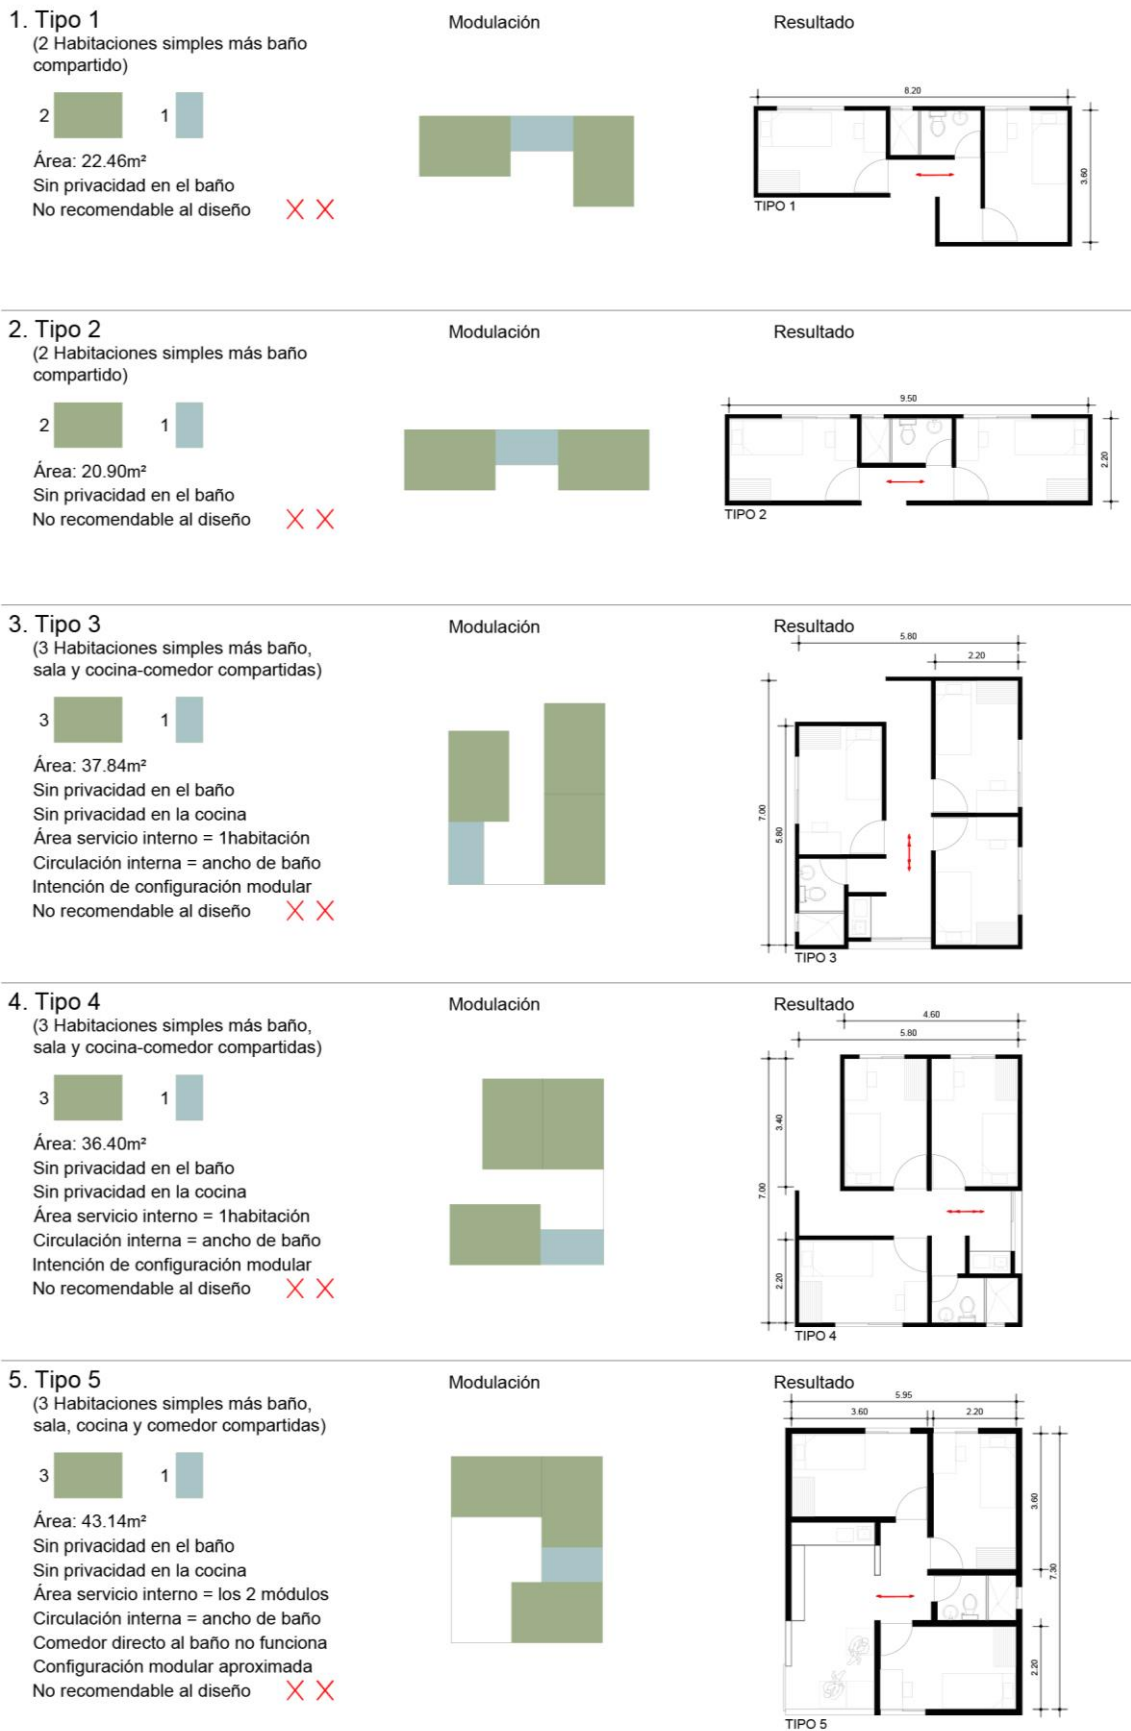 1. Tipo 1
(2 Habitaciones simples más baño
compartido)
Modulación
Resultado
2
1
Área: 22.46m²
Sin privacidad en el baño
No recomendable al diseño
8.20
3.60
TIPO 1
2. Tipo 2
(2 Habitaciones simples más baño
compartido)
Modulación
Resultado
2
1
Área: 20.90m²
Sin privacidad en el baño
No recomendable al diseño
9.50
2.20
TIPO 2
3. Tipo 3
(3 Habitaciones simples más baño,
sala y cocina-comedor compartidas)
Modulación
Resultado
3
1
Área: 37.84m²
Sin privacidad en el baño
Sin privacidad en la cocina
Área servicio interno = 1habitación
Circulación interna = ancho de baño
Intención de configuración modular
No recomendable al diseño
5.80
2.20
7.00
5.80
TIPO 3
4. Tipo 4
(3 Habitaciones simples más baño,
sala y cocina-comedor compartidas)
Modulación
Resultado
3
1
Área: 36.40m²
Sin privacidad en el baño
Sin privacidad en la cocina
Área servicio interno = 1habitación
Circulación interna = ancho de baño
Intención de configuración modular
No recomendable al diseño
4.60
5.80
3.40
7.00
2.20
TIPO 4
5. Tipo 5
(3 Habitaciones simples más baño,
sala, cocina y comedor compartidas)
Modulación
Resultado
3
1
Área: 43.14m²
Sin privacidad en el baño
Sin privacidad en la cocina
Área servicio interno = los 2 módulos
Circulación interna = ancho de baño
Comedor directo al baño no funciona
Configuración modular aproximada
No recomendable al diseño
5.95
3.60
2.20
3.60
7.30
2.20
TIPO 5